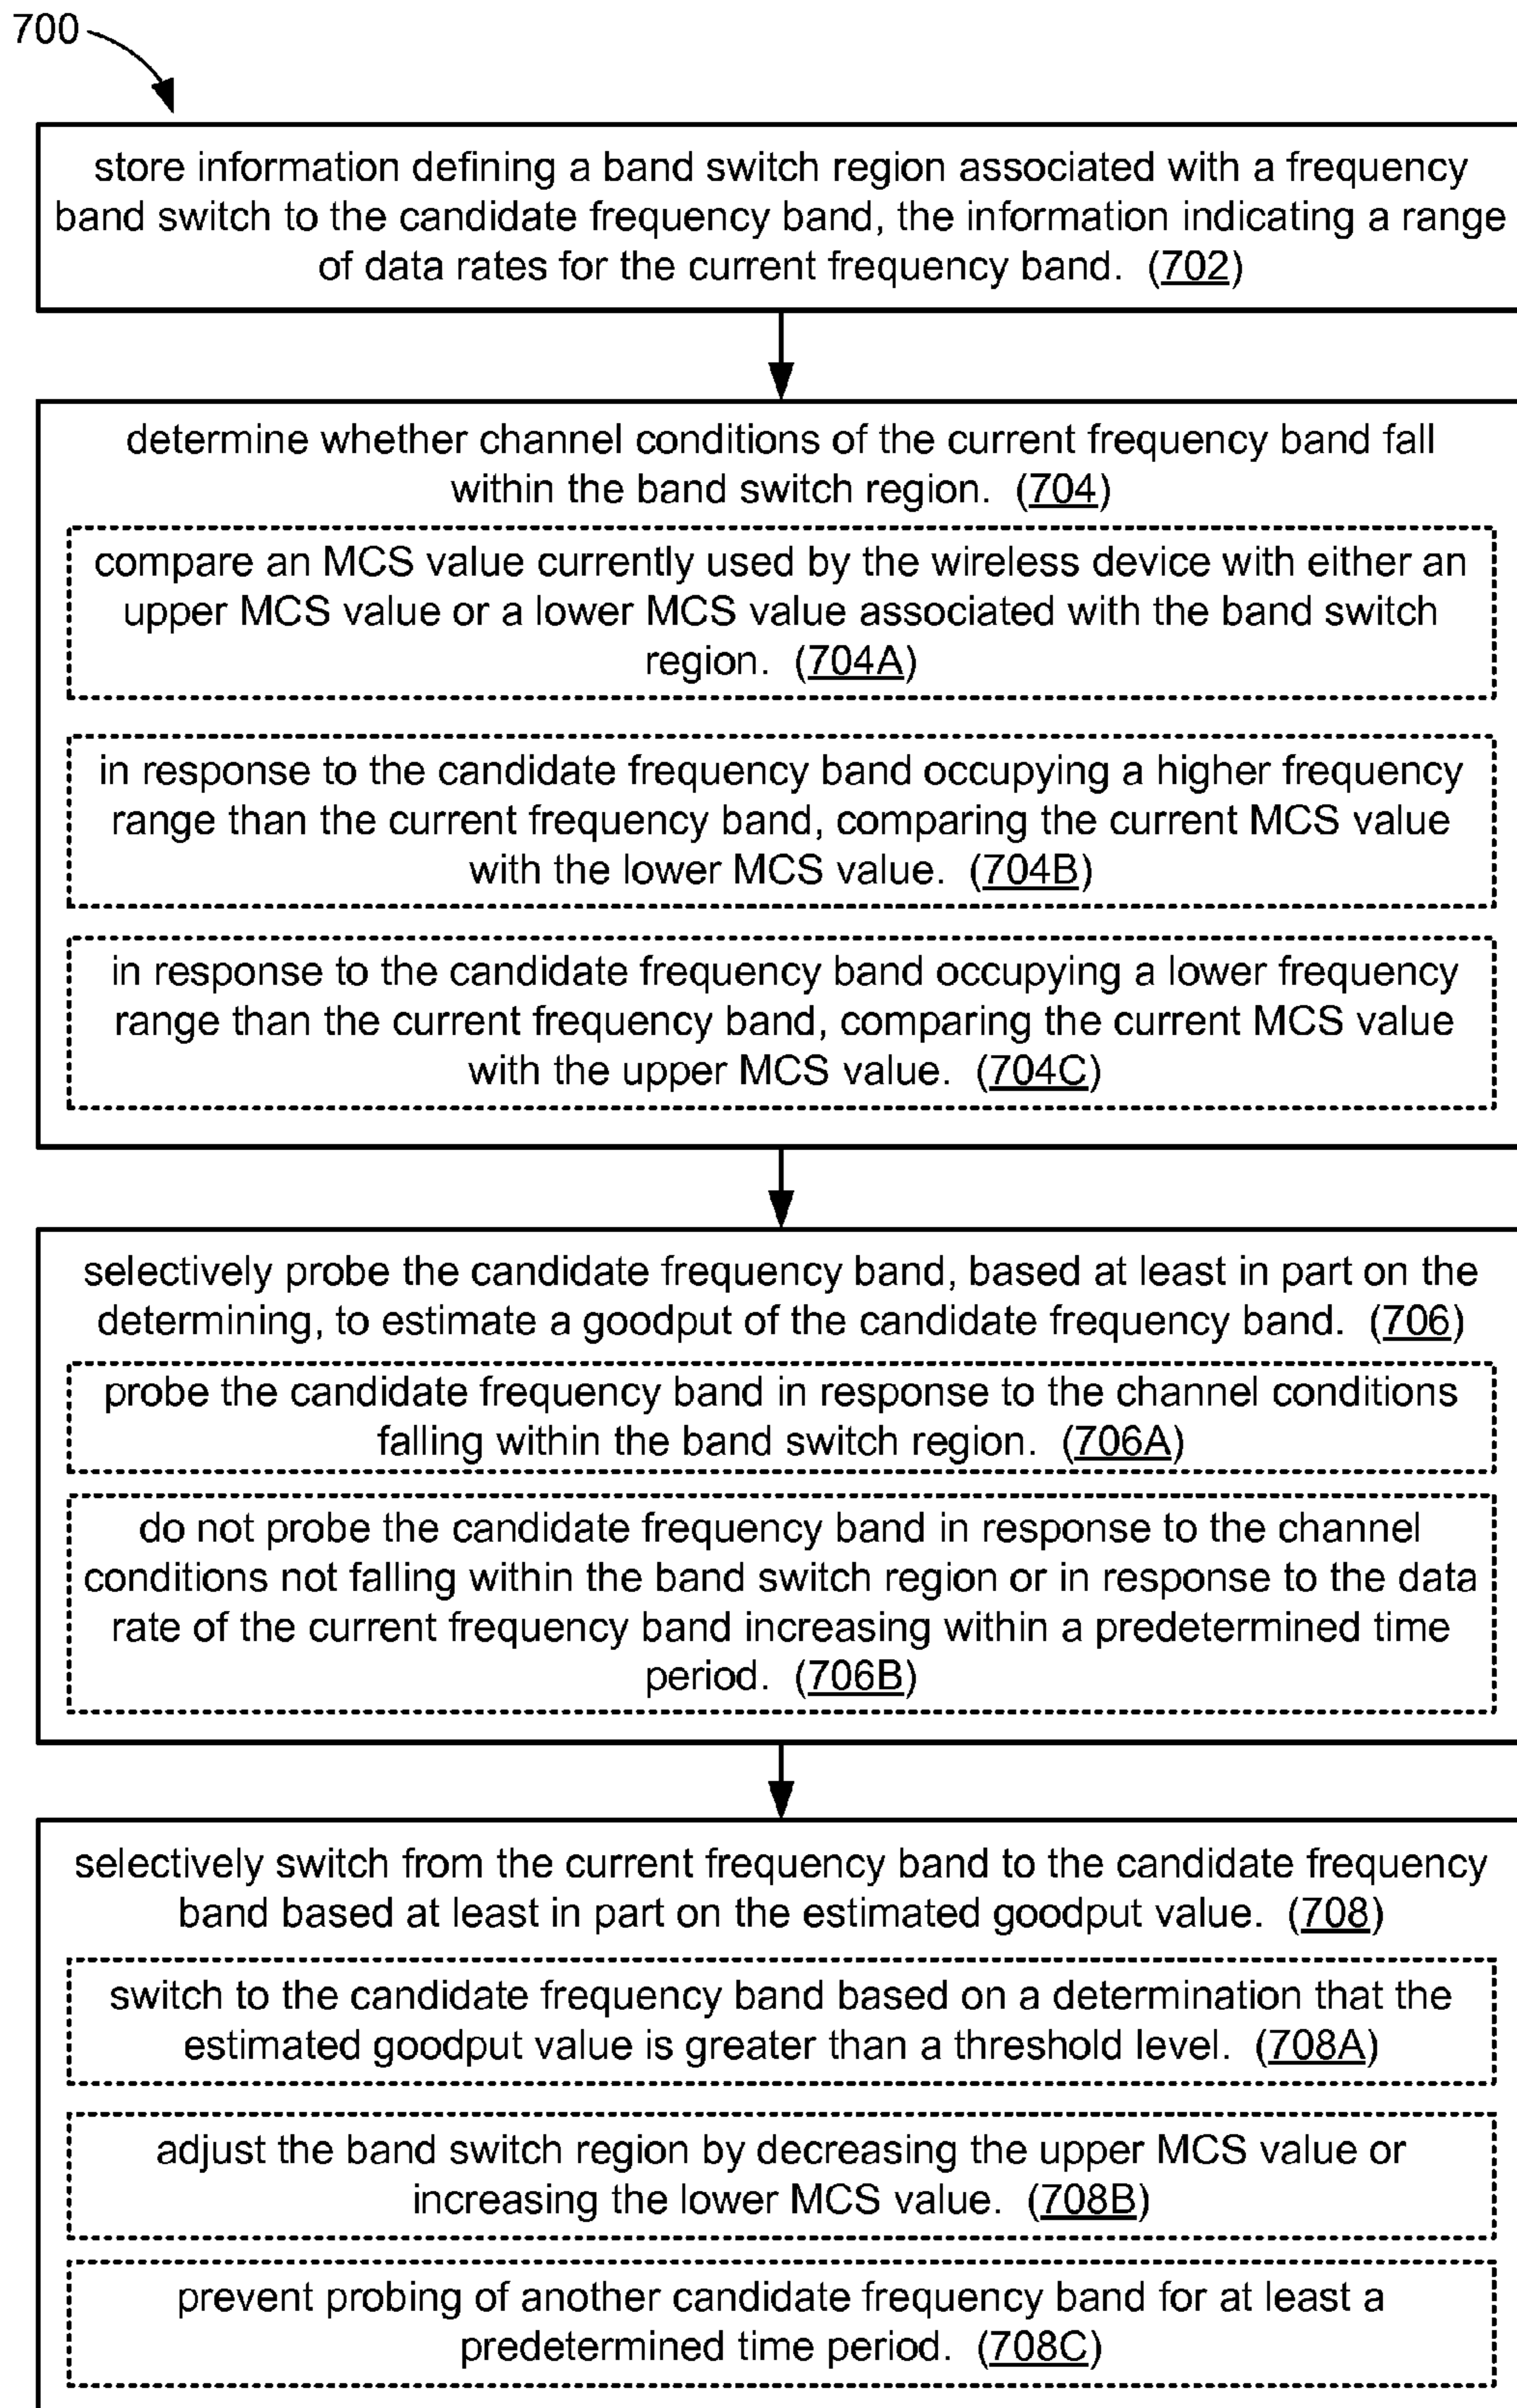 700
store information defining a band switch region associated with a frequency
band switch to the candidate frequency band, the information indicating a range
of data rates for the current frequency band. (702)
determine whether channel conditions of the current frequency band fall
within the band switch region. (704)
compare an MCS value currently used by the wireless device with either an
upper MCS value or a lower MCS value associated with the band switch
region. (704A)
in response to the candidate frequency band occupying a higher frequency
range than the current frequency band, comparing the current MCS value
with the lower MCS value. (704B)
in response to the candidate frequency band occupying a lower frequency
range than the current frequency band, comparing the current MCS value
with the upper MCS value. (704C)
selectively probe the candidate frequency band, based at least in part on the
determining, to estimate a goodput of the candidate frequency band. (706)
probe the candidate frequency band in response to the channel conditions
falling within the band switch region. (706A)
do not probe the candidate frequency band in response to the channel
conditions not falling within the band switch region or in response to the data
rate of the current frequency band increasing within a predetermined time
period. (706B)
selectively switch from the current frequency band to the candidate frequency
band based at least in part on the estimated goodput value. (708)
switch to the candidate frequency band based on a determination that the
estimated goodput value is greater than a threshold level. (708A)
adjust the band switch region by decreasing the upper MCS value or
increasing the lower MCS value. (708B)
prevent probing of another candidate frequency band for at least a
predetermined time period. (708C)